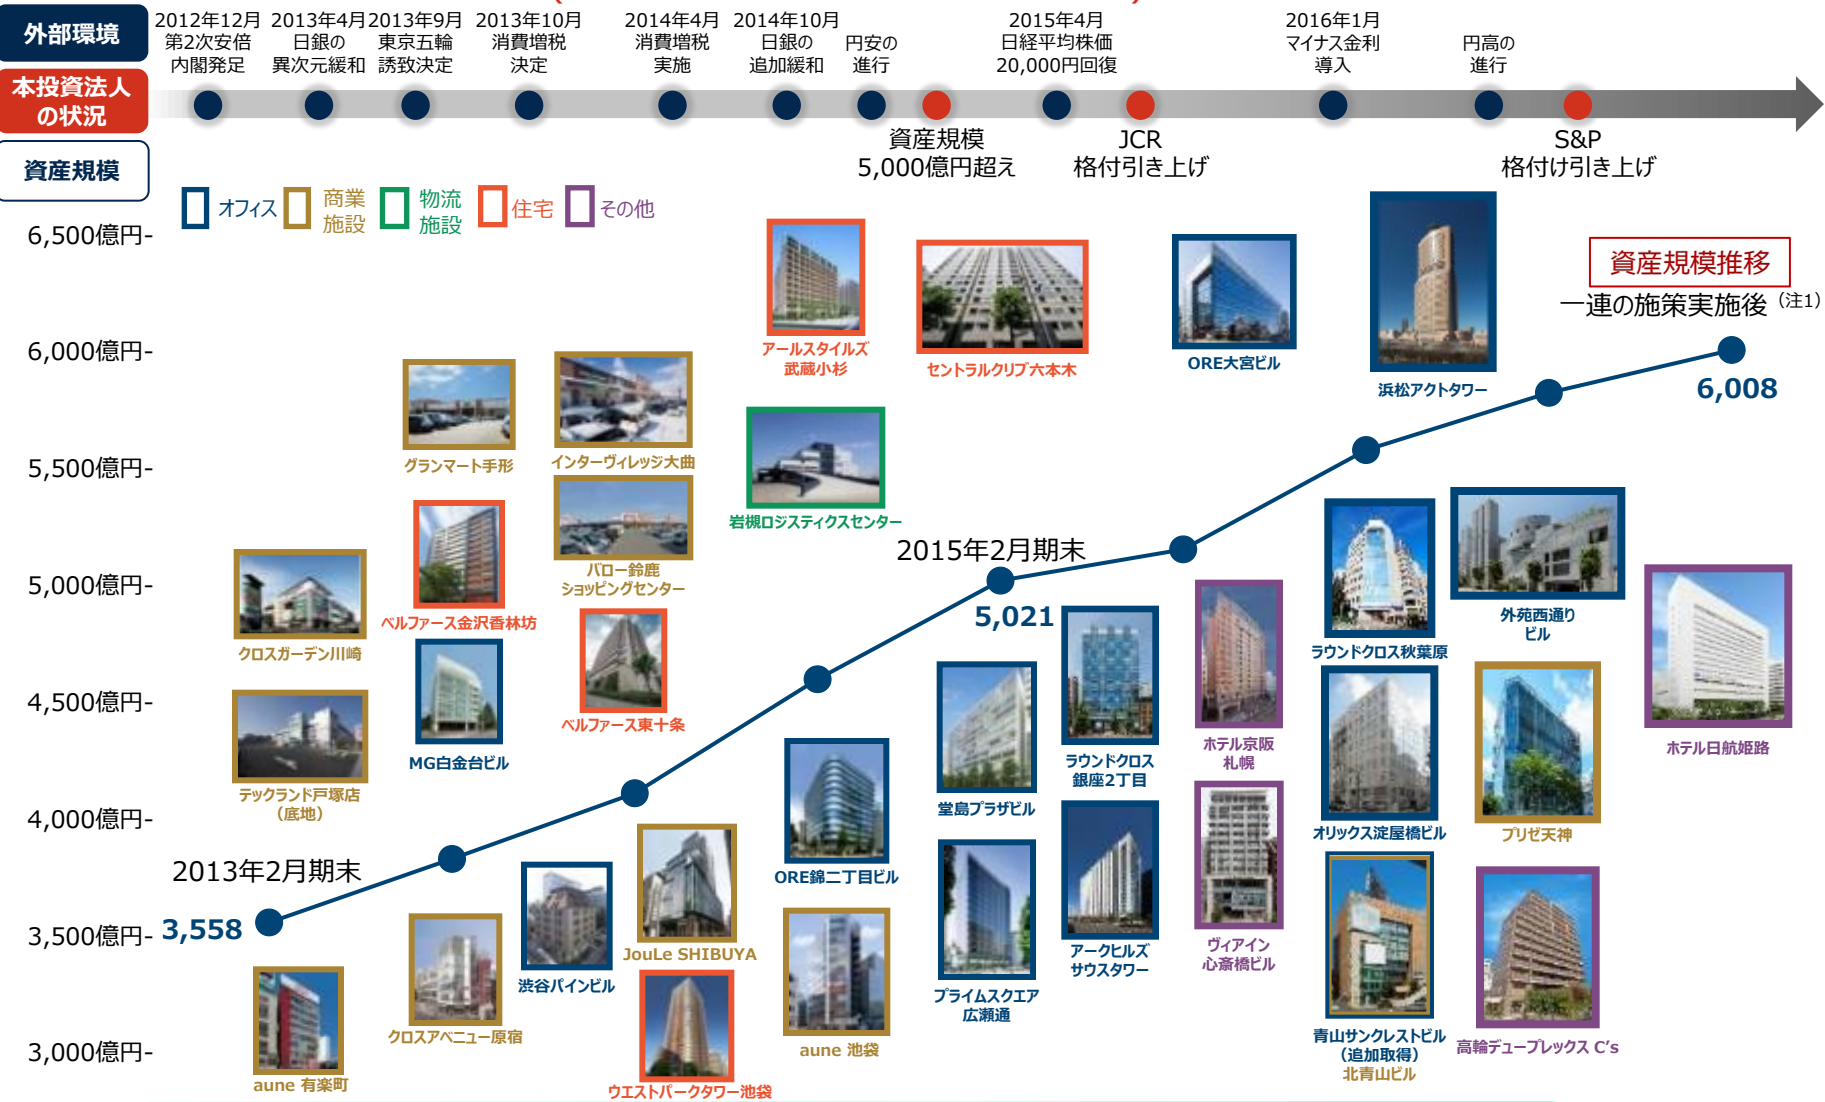 外部環境
2012年12月
第2次安倍
内閣発足
2013年4月
日銀の
異次元緩和
2013年9月
東京五輪
誘致決定
2013年10月
消費増税
決定
2014年4月
消費増税
実施
2014年10月
日銀の
追加緩和
円安の
進行
2015年4月
日経平均株価
20,000円回復
2016年1月
マイナス金利
導入
円高の
進行
本投資法人
の状況
資産規模
5,000億円超え
JCR
格付引き上げ
S&P
格付け引き上げ
資産規模
オフィス
商業
施設
物流
施設
住宅
その他
6,500億円-
6,000億円-
5,500億円-
5,000億円-
4,500億円-
4,000億円-
3,500億円-
3,000億円-
資産規模推移
一連の施策実施後（注1）
6,008
2015年2月期末
5,021
2013年2月期末
3,558
アールスタイルズ
武蔵小杉
セントラルクリブ六本木
ORE大宮ビル
浜松アクトタワー
グランマート手形
インターヴィレッジ大曲
岩槻ロジスティクスセンター
バロー鈴鹿
ショッピングセンター
ベルファース金沢香林坊
クロスガーデン川崎
ベルファース東十条
MG白金台ビル
テックランド戸塚店
（底地）
ラウンドクロス秋葉原
外苑西通り
ビル
ホテル京阪
札幌
ラウンドクロス
銀座2丁目
堂島プラザビル
ホテル日航姫路
オリックス淀屋橋ビル
プリゼ天神
ORE錦二丁目ビル
JouLe SHIBUYA
渋谷パインビル
クロスアベニュー原宿
aune 有楽町
ウエストパークタワー池袋
aune 池袋
プライムスクエア
広瀬通
アークヒルズ
サウスタワー
ヴィアイン
心斎橋ビル
青山サンクレストビル
（追加取得）
北青山ビル
高輪デュープレックス C's